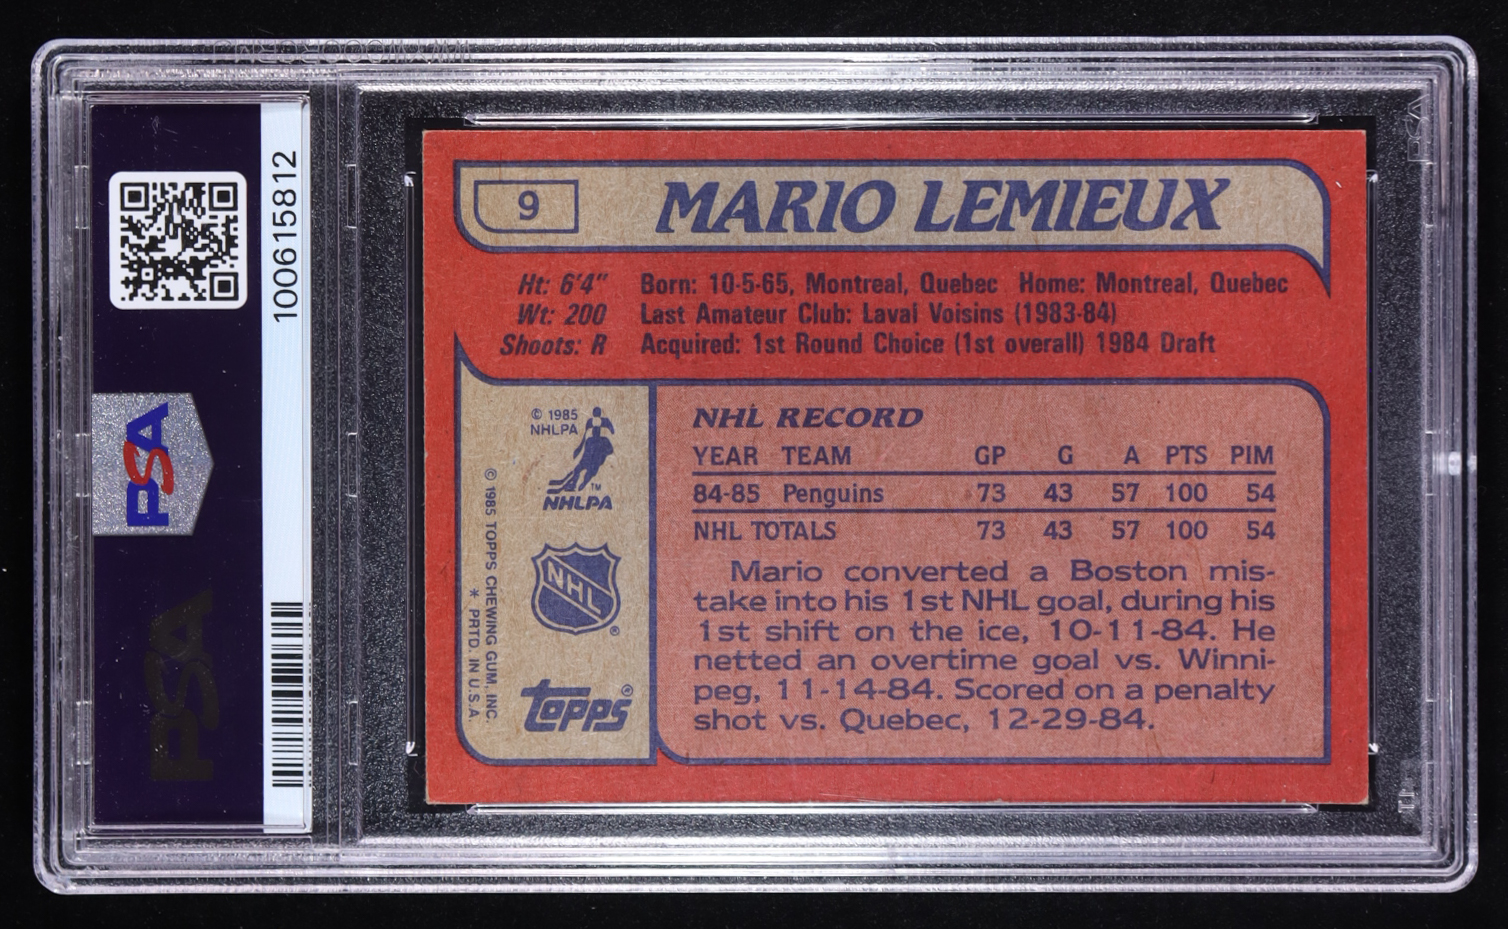 100615812
PSA
PSA
9
MARIO LEMIEUX
Ht: 6'4"
Wt: 200
Shoots: R
Born: 10-5-65, Montreal, Quebec Home: Montreal, Quebec
Last Amateur Club: Laval Voisins (1983-84)
Acquired: 1st Round Choice (1st overall) 1984 Draft
© 1985
NHLPA
TM
NHLPA
NHL
®
topps®
© 1985 TOPPS CHEWING GUM, INC.
* PRTD. IN U.S.A.
NHL RECORD
YEAR TEAM GP G A PTS PIM
84-85 Penguins 73 43 57 100 54
NHL TOTALS 73 43 57 100 54
Mario converted a Boston mis-
take into his 1st NHL goal, during his
1st shift on the ice, 10-11-84. He
netted an overtime goal vs. Winni-
peg, 11-14-84. Scored on a penalty
shot vs. Quebec, 12-29-84.